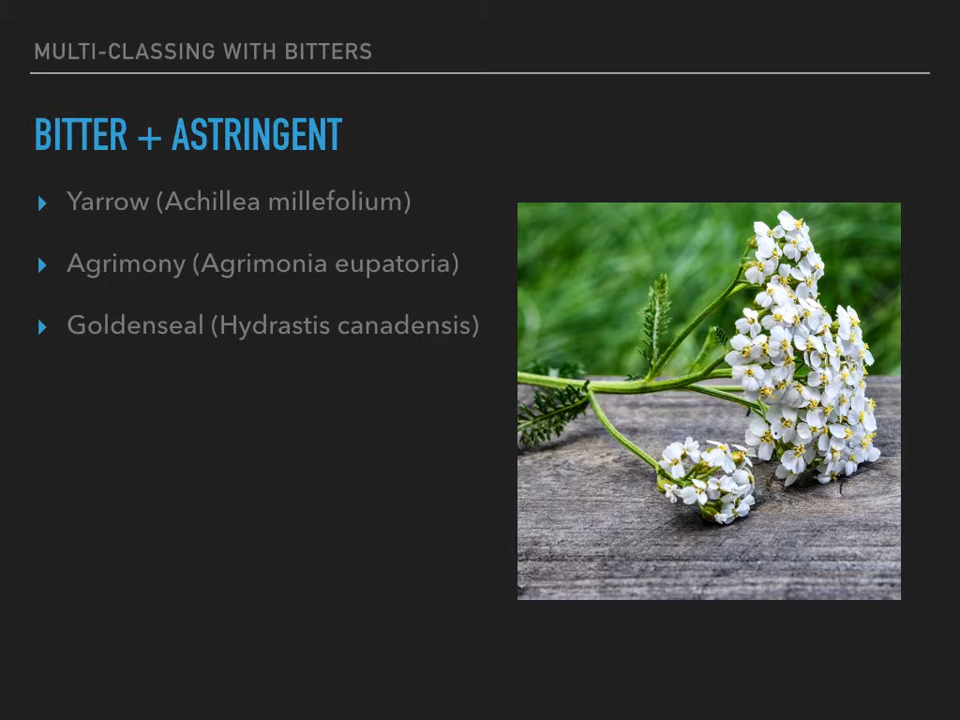 MULTI-CLASSING WITH BITTERS
BITTER + ASTRINGENT
Yarrow (Achillea millefolium)
Agrimony (Agrimonia eupatoria)
Goldenseal (Hydrastis canadensis)